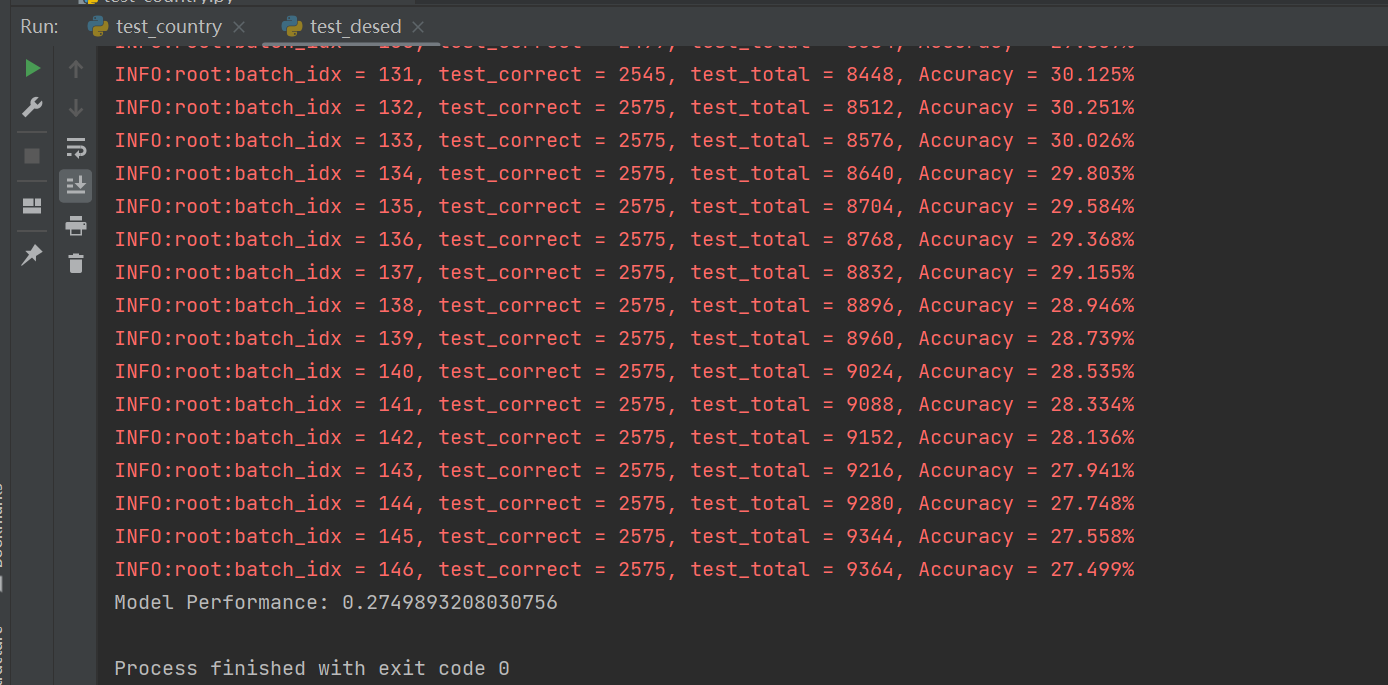 test_country.py
Run: test_country test_desed
INFO:root:batch_idx = 131, test_correct = 2545, test_total = 8448, Accuracy = 30.125%
INFO:root:batch_idx = 132, test_correct = 2575, test_total = 8512, Accuracy = 30.251%
INFO:root:batch_idx = 133, test_correct = 2575, test_total = 8576, Accuracy = 30.026%
INFO:root:batch_idx = 134, test_correct = 2575, test_total = 8640, Accuracy = 29.803%
INFO:root:batch_idx = 135, test_correct = 2575, test_total = 8704, Accuracy = 29.584%
INFO:root:batch_idx = 136, test_correct = 2575, test_total = 8768, Accuracy = 29.368%
INFO:root:batch_idx = 137, test_correct = 2575, test_total = 8832, Accuracy = 29.155%
INFO:root:batch_idx = 138, test_correct = 2575, test_total = 8896, Accuracy = 28.946%
INFO:root:batch_idx = 139, test_correct = 2575, test_total = 8960, Accuracy = 28.739%
INFO:root:batch_idx = 140, test_correct = 2575, test_total = 9024, Accuracy = 28.535%
INFO:root:batch_idx = 141, test_correct = 2575, test_total = 9088, Accuracy = 28.334%
INFO:root:batch_idx = 142, test_correct = 2575, test_total = 9152, Accuracy = 28.136%
INFO:root:batch_idx = 143, test_correct = 2575, test_total = 9216, Accuracy = 27.941%
INFO:root:batch_idx = 144, test_correct = 2575, test_total = 9280, Accuracy = 27.748%
INFO:root:batch_idx = 145, test_correct = 2575, test_total = 9344, Accuracy = 27.558%
INFO:root:batch_idx = 146, test_correct = 2575, test_total = 9364, Accuracy = 27.499%
Model Performance: 0.2749893208030756
Process finished with exit code 0